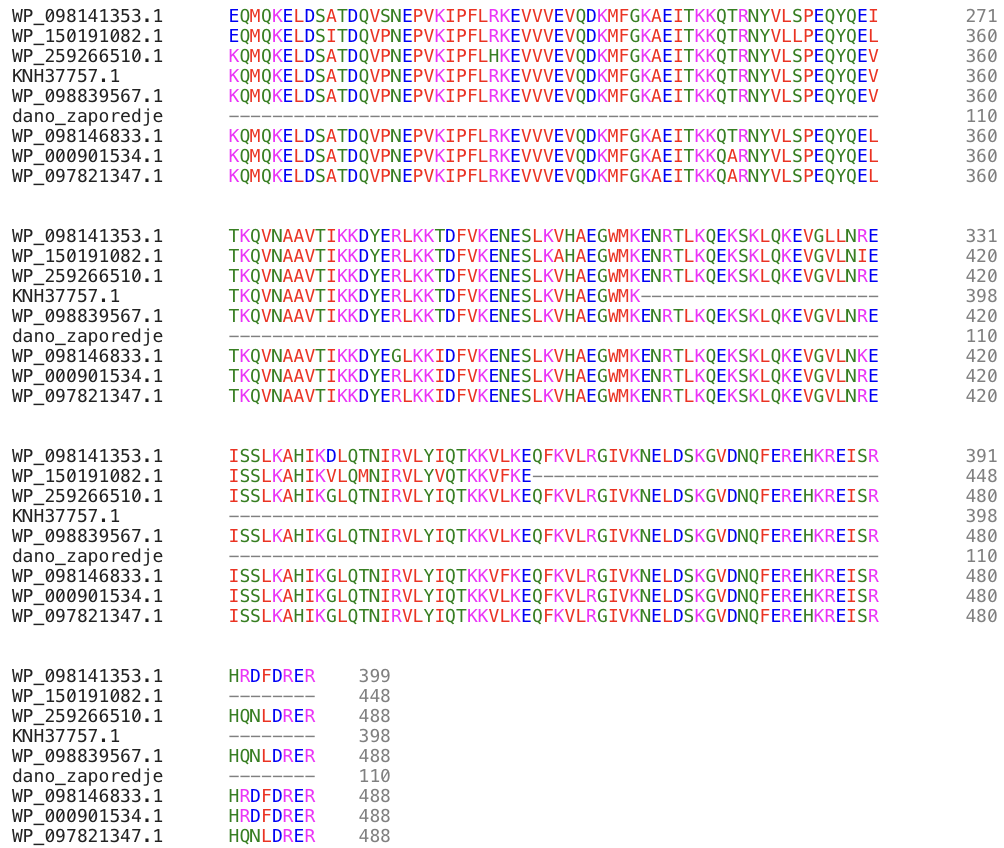 WP_098141353.1 EQMQKELDSATDQVSNEPVKIPFLRKEVVVEVQDKMFGKAEITKKQTRNYVLSPEQYQEI 271
WP_150191082.1 EQMQKELDSITDQVPNEPVKIPFLRKEVVVEVQDKMFGKAEITKKQTRNYVLLPEQYQEL 360
WP_259266510.1 KQMQKELDSATDQVPNEPVKIPFLHKEVVVEVQDKMFGKAEITKKQTRNYVLSPEQYQEV 360
KNH37757.1 KQMQKELDSATDQVPNEPVKIPFLRKEVVVEVQDKMFGKAEITKKQTRNYVLSPEQYQEV 360
WP_098839567.1 KQMQKELDSATDQVPNEPVKIPFLRKEVVVEVQDKMFGKAEITKKQTRNYVLSPEQYQEV 360
dano_zaporedje ------------------------------------------------------------ 110
WP_098146833.1 KQMQKELDSATDQVPNEPVKIPFLRKEVVVEVQDKMFGKAEITKKQTRNYVLSPEQYQEL 360
WP_000901534.1 KQMQKELDSATDQVPNEPVKIPFLRKEVVVEVQDKMFGKAEITKKQARNYVLSPEQYQEL 360
WP_097821347.1 KQMQKELDSATDQVPNEPVKIPFLRKEVVVEVQDKMFGKAEITKKQARNYVLSPEQYQEL 360
WP_098141353.1 TKQVNAAVTIKKDYERLKKTDFVKENESLKVHAEGWMKENRTLKQEKSKLQKEVGLLNRE 331
WP_150191082.1 TKQVNAAVTIKKDYERLKKTDFVKENESLKAHAEGWMKENRTLKQEKSKLQKEVGVLNIE 420
WP_259266510.1 TKQVNAAVTIKKDYERLKKTDFVKENESLKVHAEGWMKENRTLKQEKSKLQKEVGVLNRE 420
KNH37757.1 TKQVNAAVTIKKDYERLKKTDFVKENESLKVHAEGWMK---------------------- 398
WP_098839567.1 TKQVNAAVTIKKDYERLKKTDFVKENESLKVHAEGWMKENRTLKQEKSKLQKEVGVLNRE 420
dano_zaporedje ------------------------------------------------------------ 110
WP_098146833.1 TKQVNAAVTIKKDYEGLKKIDFVKENESLKVHAEGWMKENRTLKQEKSKLQKEVGVLNKE 420
WP_000901534.1 TKQVNAAVTIKKDYERLKKIDFVKENESLKVHAEGWMKENRTLKQEKSKLQKEVGVLNRE 420
WP_097821347.1 TKQVNAAVTIKKDYERLKKIDFVKENESLKVHAEGWMKENRTLKQEKSKLQKEVGVLNRE 420
WP_098141353.1 ISSLKAHIKDLQTNIRVLYIQTKKVLKEQFKVLRGIVKNELDSKGVDNQFEREHKREISR 391
WP_150191082.1 ISSLKAHIKVLQMNIRVLYVQTKKVFKE-------------------------------- 448
WP_259266510.1 ISSLKAHIKGLQTNIRVLYIQTKKVLKEQFKVLRGIVKNELDSKGVDNQFEREHKREISR 480
KNH37757.1 ------------------------------------------------------------ 398
WP_098839567.1 ISSLKAHIKGLQTNIRVLYIQTKKVLKEQFKVLRGIVKNELDSKGVDNQFEREHKREISR 480
dano_zaporedje ------------------------------------------------------------ 110
WP_098146833.1 ISSLKAHIKGLQTNIRVLYIQTKKVFKEQFKVLRGIVKNELDSKGVDNQFEREHKREISR 480
WP_000901534.1 ISSLKAHIKGLQTNIRVLYIQTKKVLKEQFKVLRGIVKNELDSKGVDNQFEREHKREISR 480
WP_097821347.1 ISSLKAHIKGLQTNIRVLYIQTKKVLKEQFKVLRGIVKNELDSKGVDNQFEREHKREISR 480
WP_098141353.1 HRDFDRER 399
WP_150191082.1 -------- 448
WP_259266510.1 HQNLDRER 488
KNH37757.1 -------- 398
WP_098839567.1 HQNLDRER 488
dano_zaporedje -------- 110
WP_098146833.1 HRDFDRER 488
WP_000901534.1 HRDFDRER 488
WP_097821347.1 HQNLDRER 488